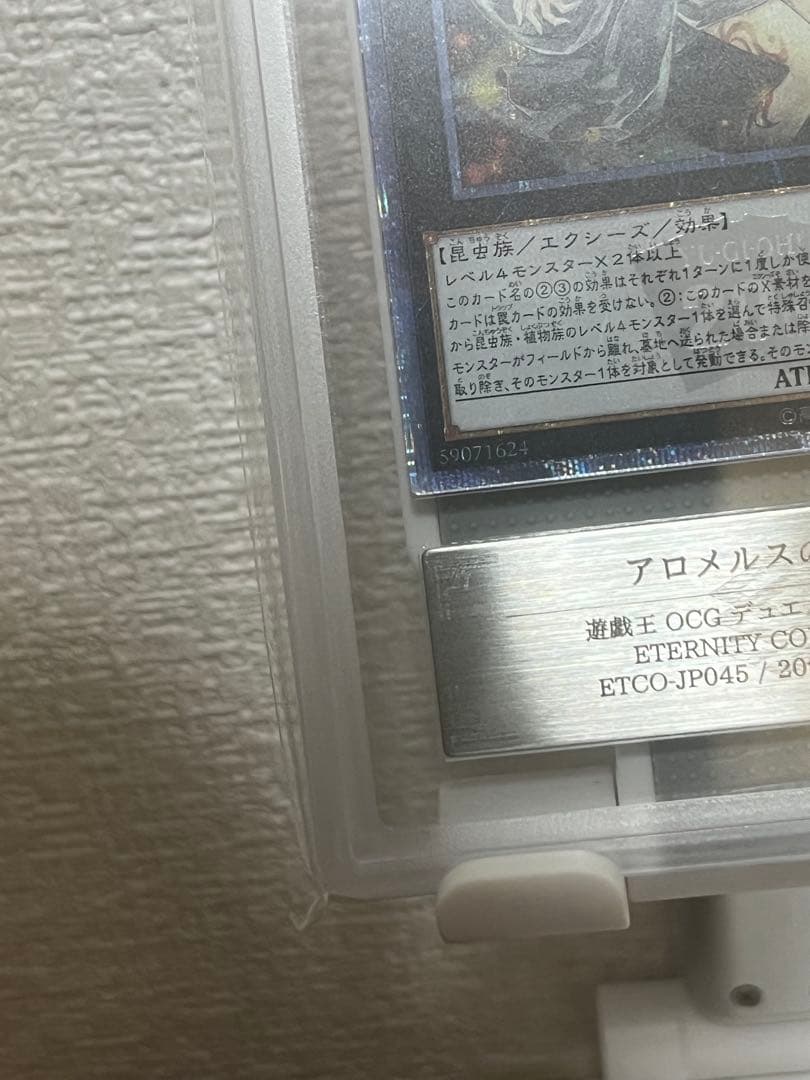 【昆虫族／エクシーズ／効果】
レベル4モンスター×2体以上
このカード名の②③の効果はそれぞれ1ターンに1度しか使
カードは罠カードの効果を受けない。②：このカードのX素材を
から昆虫族・植物族のレベル4モンスター1体を選んで特殊召
モンスターがフィールドから離れ、墓地へ送られた場合または除
取り除き、そのモンスター1体を対象として発動できる。そのモン
ATK
59071624
©
アロメルスの
遊戯王 OCG デュエ
ETERNITY CO
ETCO-JP045 / 20